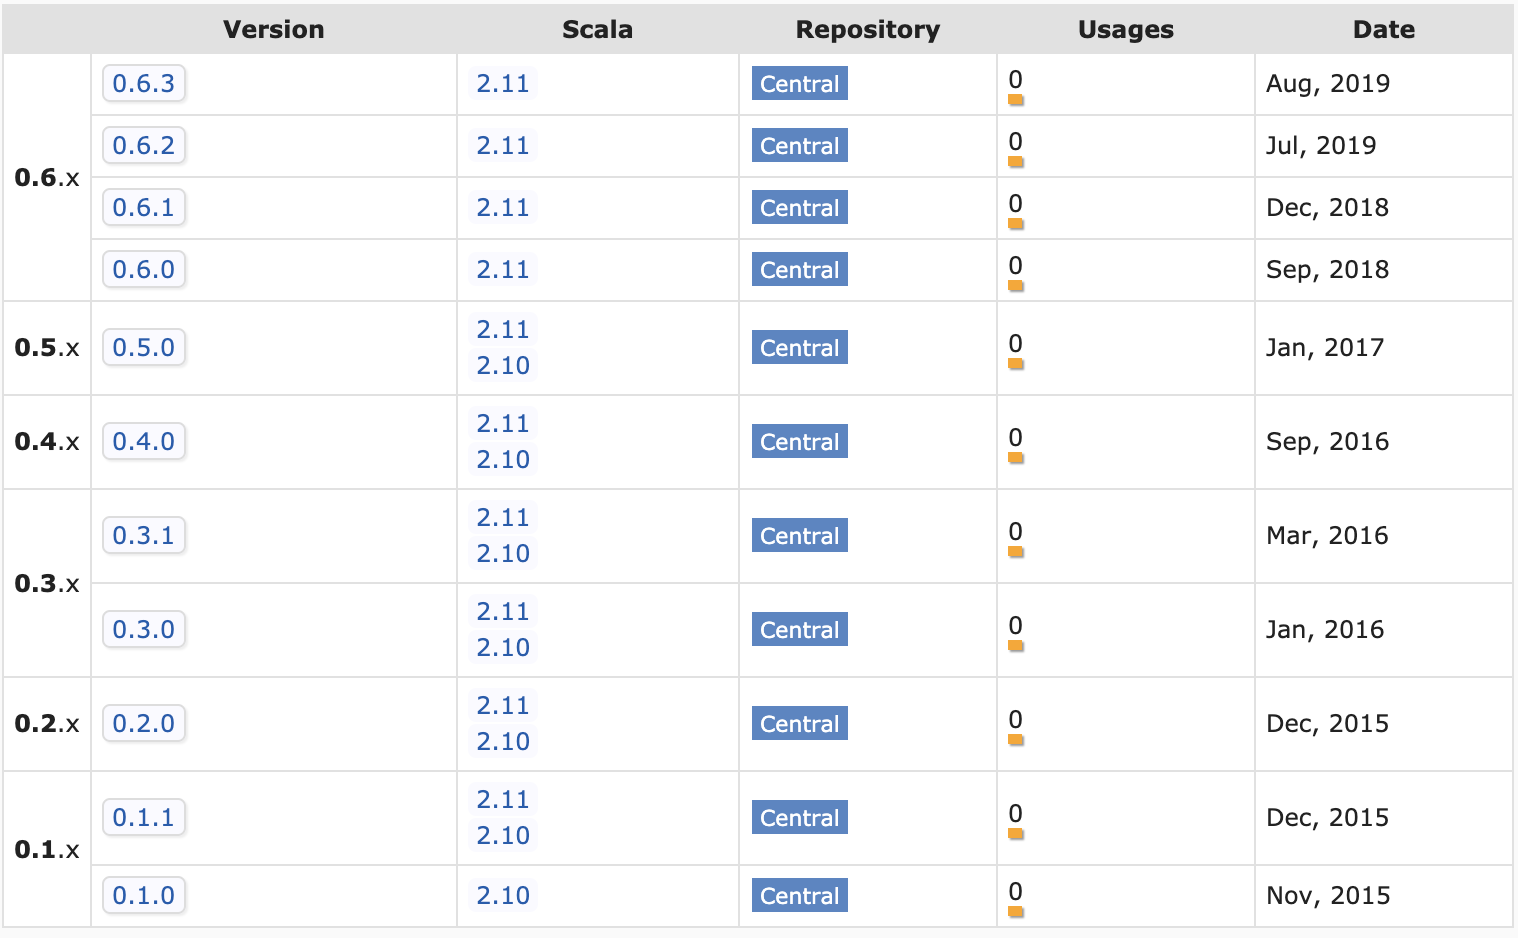 Version Scala Repository Usages Date
0.6.x
0.6.3 2.11 Central 0 Aug, 2019
0.6.2 2.11 Central 0 Jul, 2019
0.6.1 2.11 Central 0 Dec, 2018
0.6.0 2.11 Central 0 Sep, 2018
0.5.x 0.5.0 2.11 Central 0 Jan, 2017
2.10
0.4.x 0.4.0 2.11 Central 0 Sep, 2016
2.10
0.3.x
0.3.1 2.11 Central 0 Mar, 2016
2.10
0.3.0 2.11 Central 0 Jan, 2016
2.10
0.2.x 0.2.0 2.11 Central 0 Dec, 2015
2.10
0.1.x
0.1.1 2.11 Central 0 Dec, 2015
2.10
0.1.0 2.10 Central 0 Nov, 2015